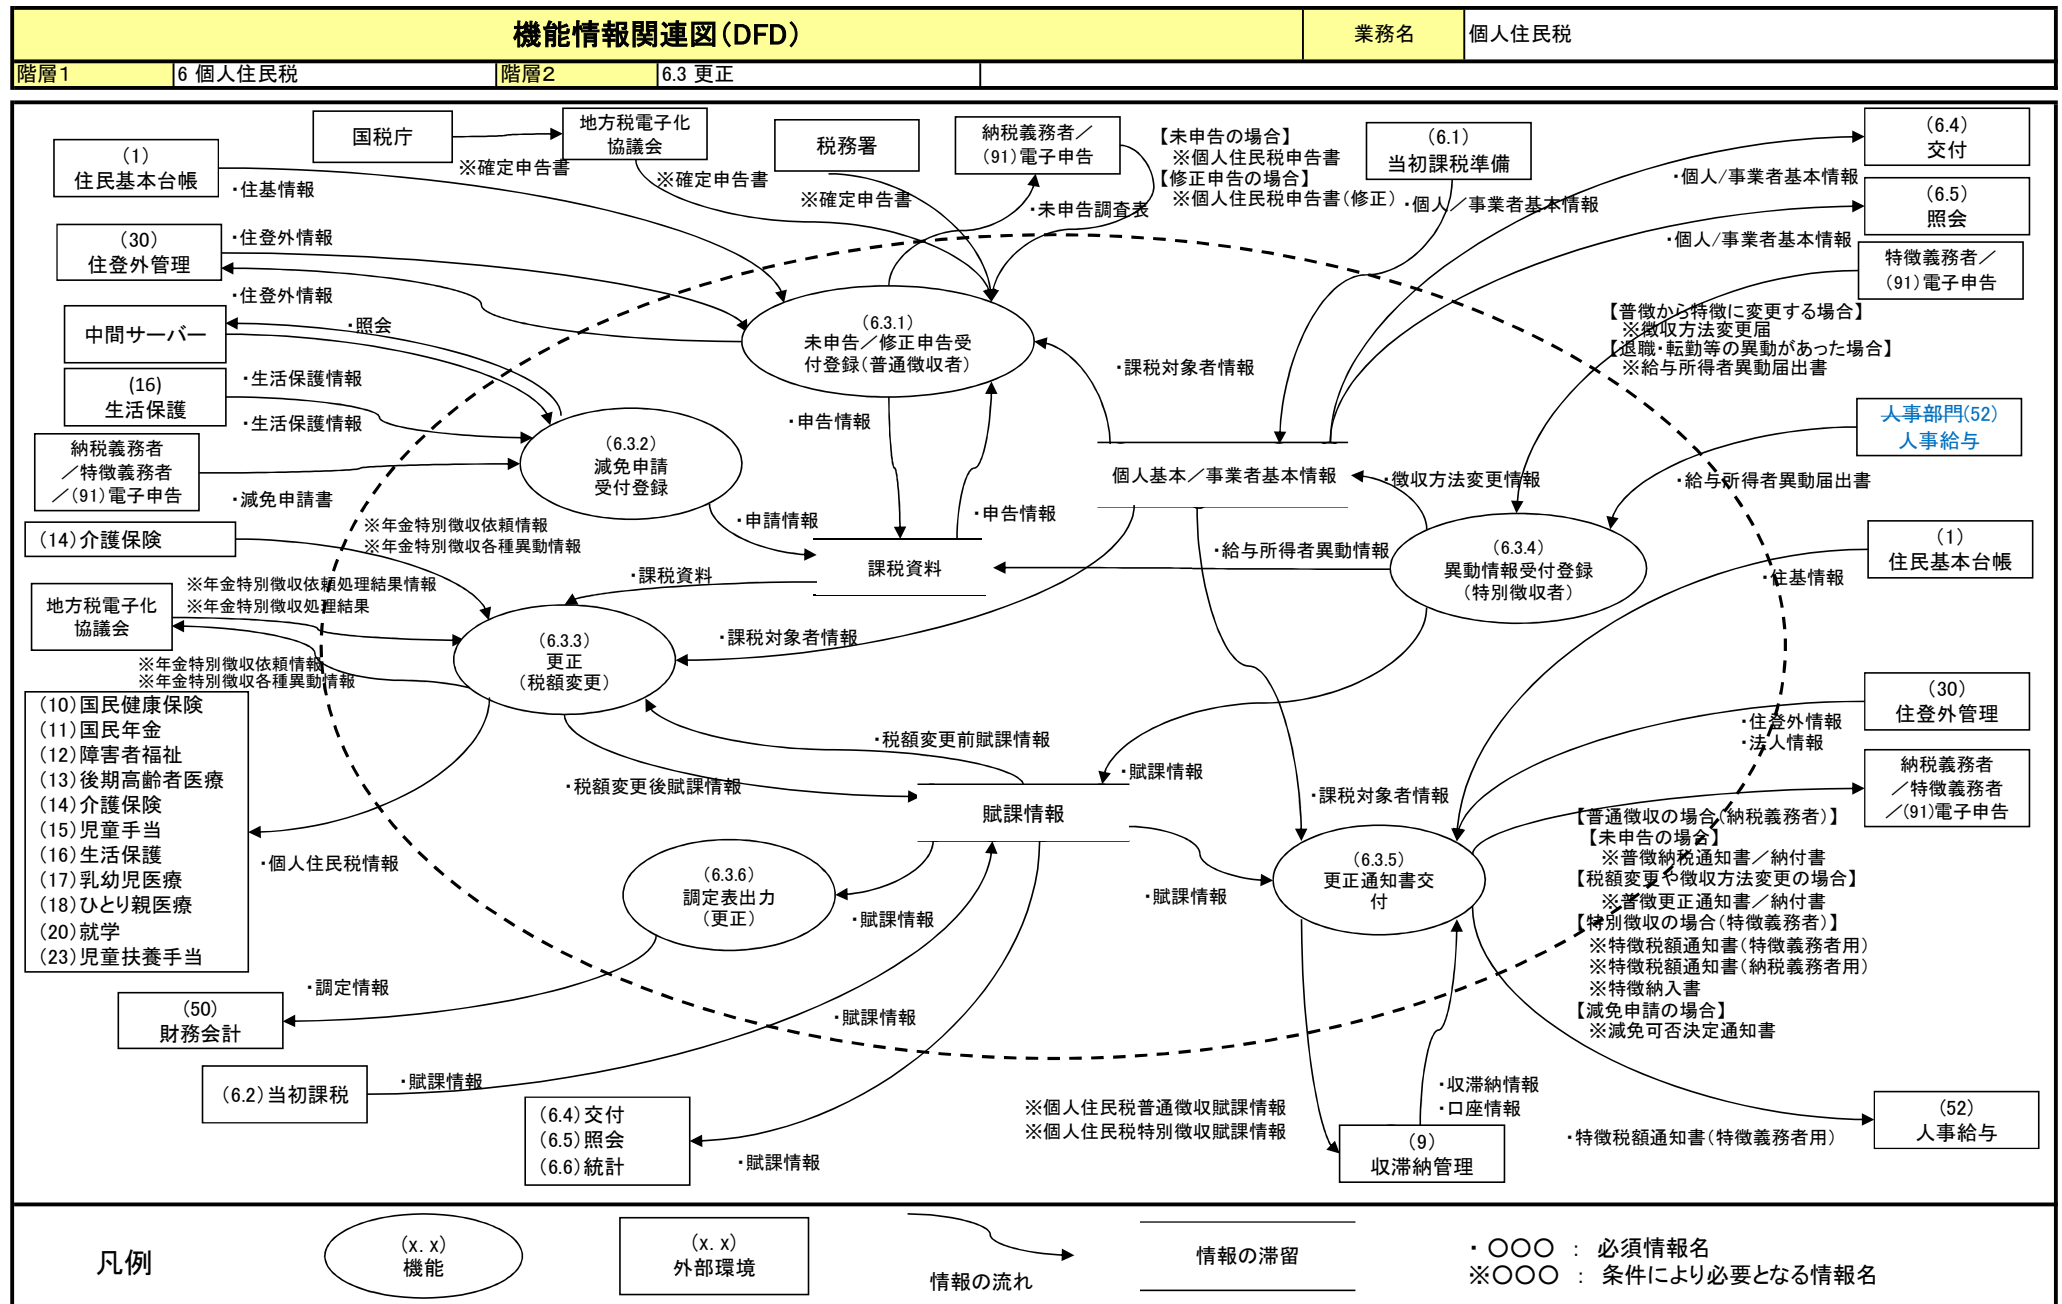 機能情報関連図(DFD)
業務名
個人住民税
階層1
6 個人住民税
階層2
6.3 更正
(1)
住民基本台帳
国税庁
※確定申告書
地方税電子化
協議会
※確定申告書
税務署
※確定申告書
納税義務者／
(91)電子申告
・未申告調査表
【未申告の場合】
※個人住民税申告書
【修正申告の場合】
※個人住民税申告書(修正)
(6.1)
当初課税準備
・個人／事業者基本情報
(6.4)
交付
・個人/事業者基本情報
(6.5)
照会
・個人/事業者基本情報
特徴義務者／
(91)電子申告
【普徴から特徴に変更する場合】
※徴収方法変更届
【退職・転勤等の異動があった場合】
※給与所得者異動届出書
・住基情報
(30)
住登外管理
・住登外情報
・住登外情報
中間サーバー
・照会
・生活保護情報
(16)
生活保護
・生活保護情報
納税義務者
／特徴義務者
／(91)電子申告
・減免申請書
(6.3.1)
未申告／修正申告受
付登録(普通徴収者)
・課税対象者情報
・申告情報
・申告情報
(6.3.2)
減免申請
受付登録
・申請情報
個人基本／事業者基本情報
・徴収方法変更情報
人事部門(52)
人事給与
・給与所得者異動届出書
(14)介護保険
※年金特別徴収依頼情報
※年金特別徴収各種異動情報
課税資料
・課税資料
・給与所得者異動情報
(6.3.4)
異動情報受付登録
(特別徴収者)
(1)
住民基本台帳
・住基情報
地方税電子化
協議会
※年金特別徴収依頼処理結果情報
※年金特別徴収処理結果
※年金特別徴収依頼情報
※年金特別徴収各種異動情報
(6.3.3)
更正
(税額変更)
・課税対象者情報
(10)国民健康保険
(11)国民年金
(12)障害者福祉
(13)後期高齢者医療
(14)介護保険
(15)児童手当
(16)生活保護
(17)乳幼児医療
(18)ひとり親医療
(20)就学
(23)児童扶養手当
・個人住民税情報
・税額変更前賦課情報
・税額変更後賦課情報
賦課情報
・賦課情報
・課税対象者情報
(30)
住登外管理
・住登外情報
・法人情報
納税義務者
／特徴義務者
／(91)電子申告
【普通徴収の場合(納税義務者)】
【未申告の場合】
※普徴納税通知書／納付書
【税額変更や徴収方法変更の場合】
※普徴更正通知書／納付書
【特別徴収の場合(特徴義務者)】
※特徴税額通知書(特徴義務者用)
※特徴税額通知書(納税義務者用)
※特徴納入書
【減免申請の場合】
※減免可否決定通知書
(6.3.5)
更正通知書交
付
・賦課情報
(6.3.6)
調定表出力
(更正)
・賦課情報
・調定情報
(50)
財務会計
・賦課情報
(6.2)当初課税
・賦課情報
(6.4)交付
(6.5)照会
(6.6)統計
・賦課情報
※個人住民税普通徴収賦課情報
※個人住民税特別徴収賦課情報
・収滞納情報
・口座情報
(9)
収滞納管理
・特徴税額通知書(特徴義務者用)
(52)
人事給与
凡例
(x.x)
機能
(x.x)
外部環境
情報の流れ
情報の滞留
・〇〇〇 ： 必須情報名
※〇〇〇 ： 条件により必要となる情報名